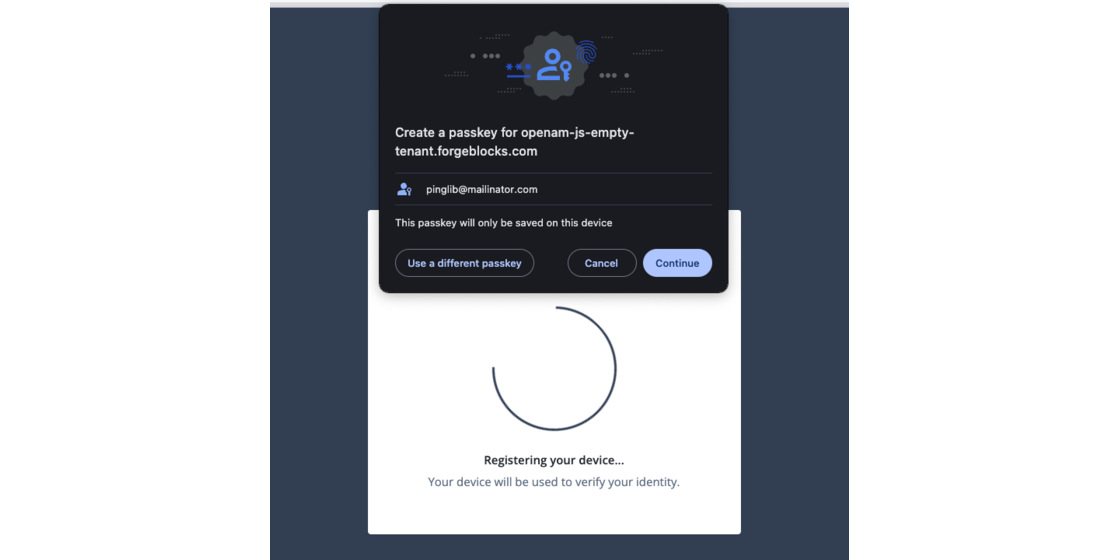 Create a passkey for openam-js-empty-
tenant.forgeblocks.com
pinglib@mailinator.com
This passkey will only be saved on this device
Use a different passkey
Cancel
Continue
Registering your device...
Your device will be used to verify your identity.